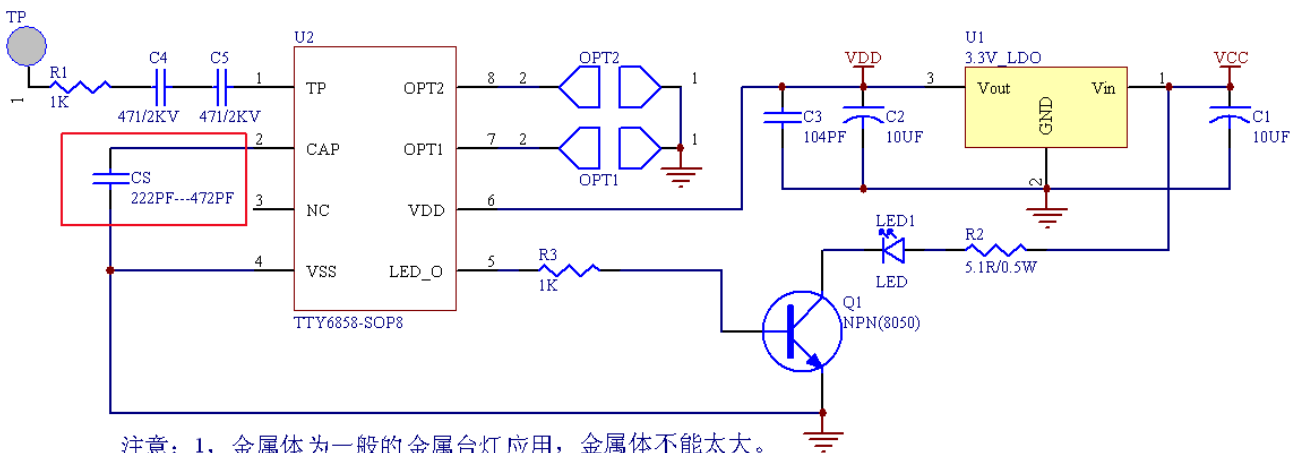 TP
1
R1
1K
C4
471/2KV
C5
471/2KV
U2
1
TP
2
CAP
3
NC
4
VSS
OPT2
8
OPT1
7
VDD
6
LED_O
5
TTY6858-SOP8
CS
222PF---472PF
2
OPT2
1
2
OPT1
1
R3
1K
VDD
C3
104PF
C2
10UF
U1
3.3V_LDO
3
Vout
Vin
1
GND
2
VCC
C1
10UF
LED1
LED
R2
5.1R/0.5W
Q1
NPN(8050)
注意：1，金属体为一般的金属台灯应用，金属体不能太大。